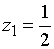 z₁ = 1/2